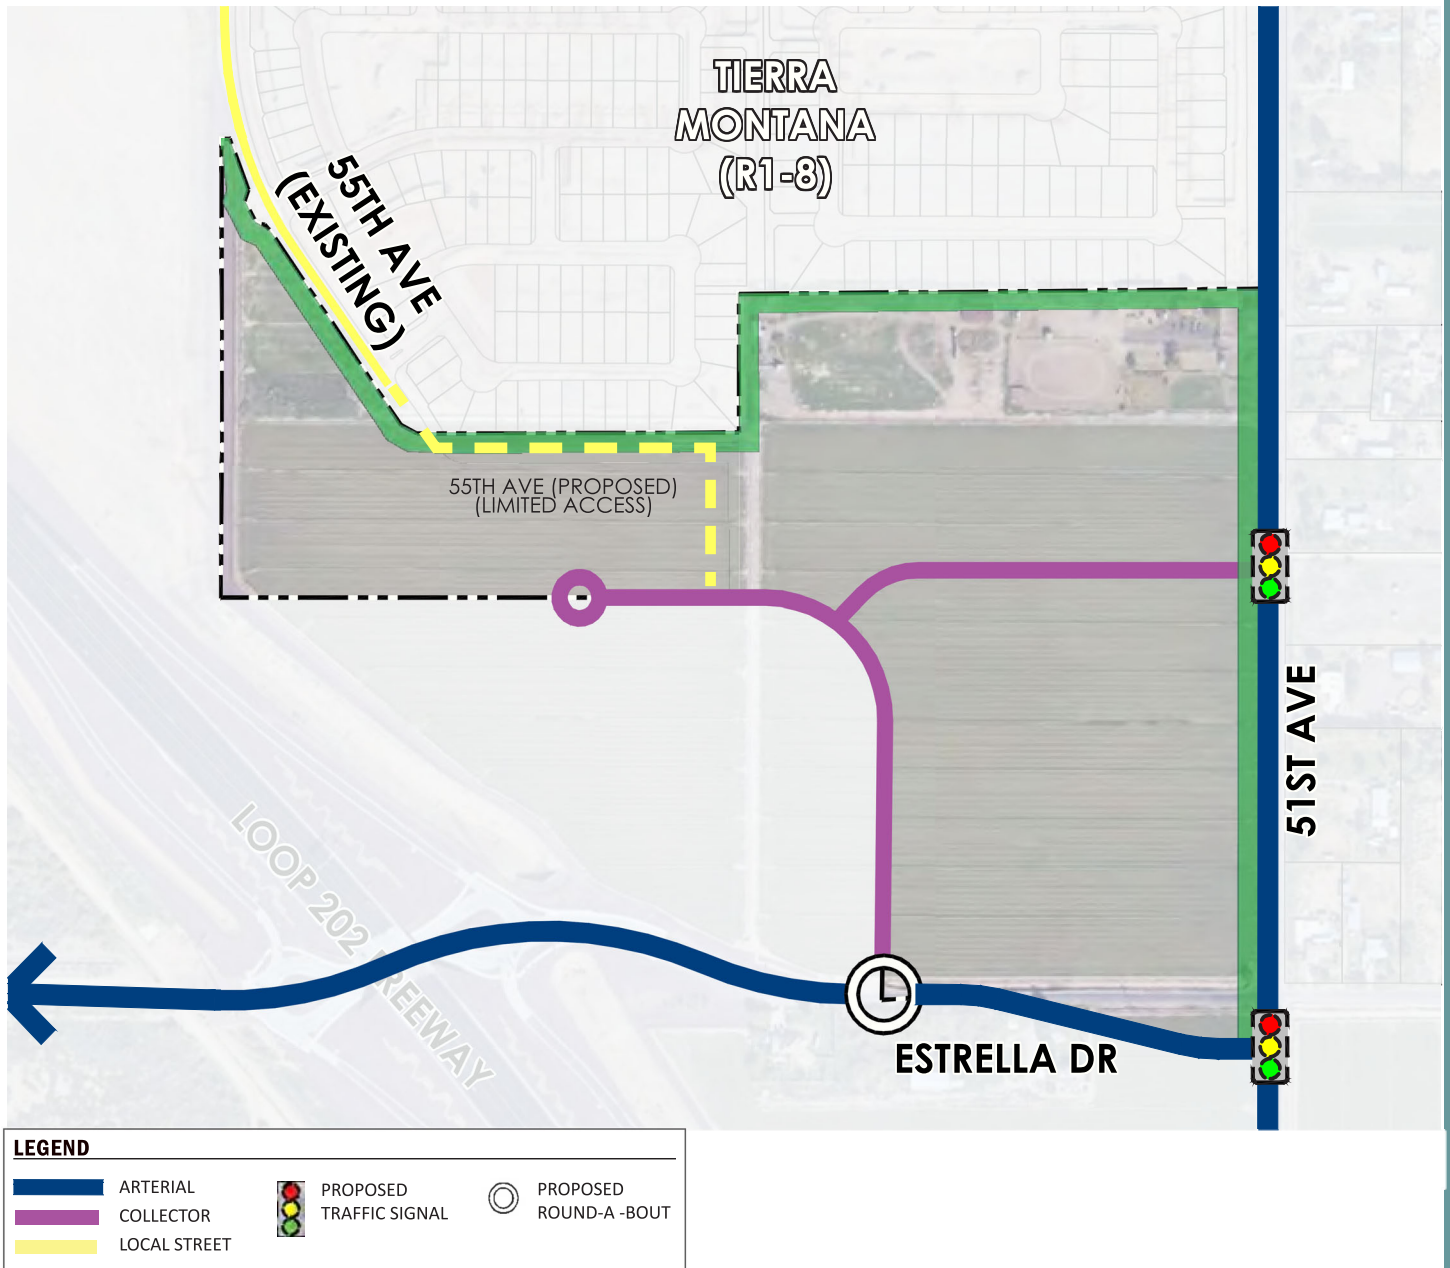 TIERRA
MONTANA
(R1-8)
55TH AVE
(EXISTING)
55TH AVE (PROPOSED)
(LIMITED ACCESS)
51ST AVE
LOOP 202 FREEWAY
ESTRELLA DR
LEGEND
ARTERIAL
COLLECTOR
LOCAL STREET
PROPOSED
TRAFFIC SIGNAL
PROPOSED
ROUND-A -BOUT